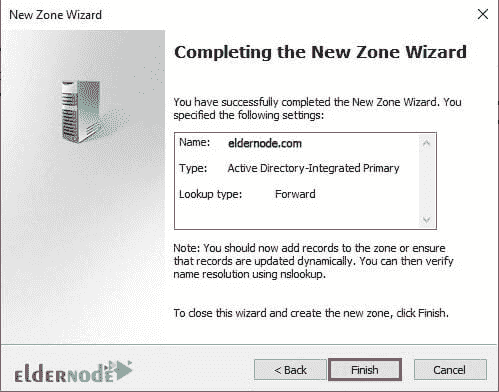 New Zone Wizard
Completing the New Zone Wizard
You have successfully completed the New Zone Wizard. You
specified the following settings:
Name: eldernode.com
Type: Active Directory-Integrated Primary
Lookup type: Forward
Note: You should now add records to the zone or ensure
that records are updated dynamically. You can then verify
name resolution using nslookup.
To close this wizard and create the new zone, click Finish.
eldernode
< Back Finish Cancel